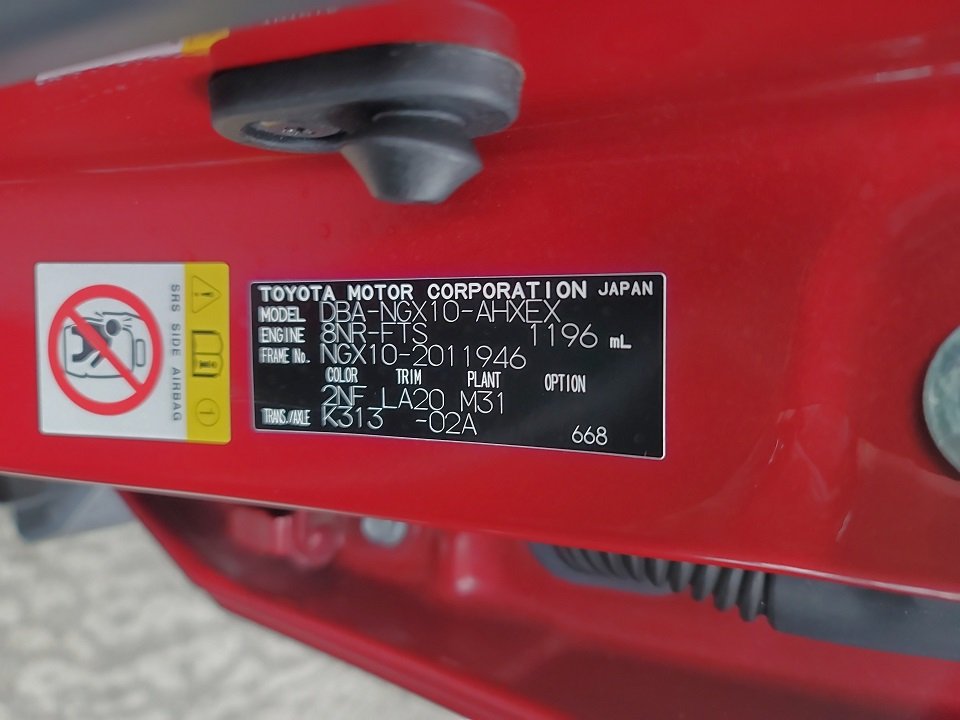 TOYOTA MOTOR CORPORATION JAPAN
MODEL DBA-NGX10-AHXEX
ENGINE 8NR-FTS 1196 mL
FRAME No. NGX10-2011946
COLOR TRIM PLANT OPTION
2NF LA20 M31
TRANS./AXLE K313 -02A
668
SRS SIDE AIRBAG